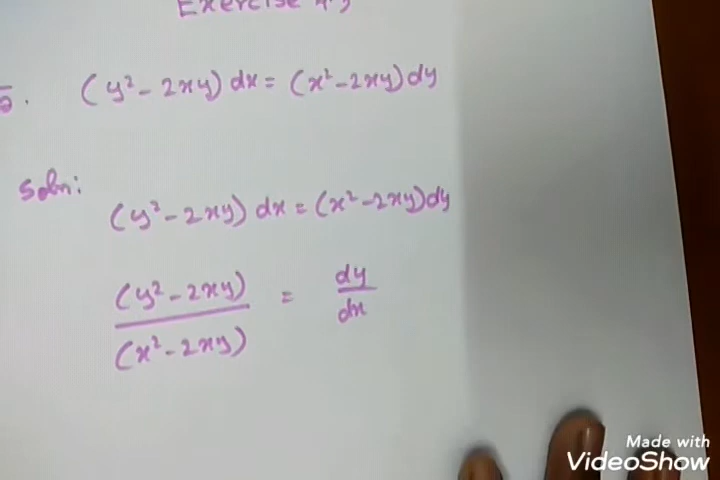 Exercise 4.3
(y² - 2xy) dx = (x² - 2xy) dy
Soln:
(y² - 2xy) dx = (x² - 2xy) dy
(y² - 2xy) / (x² - 2xy) = dy / dx
Made with
VideoShow